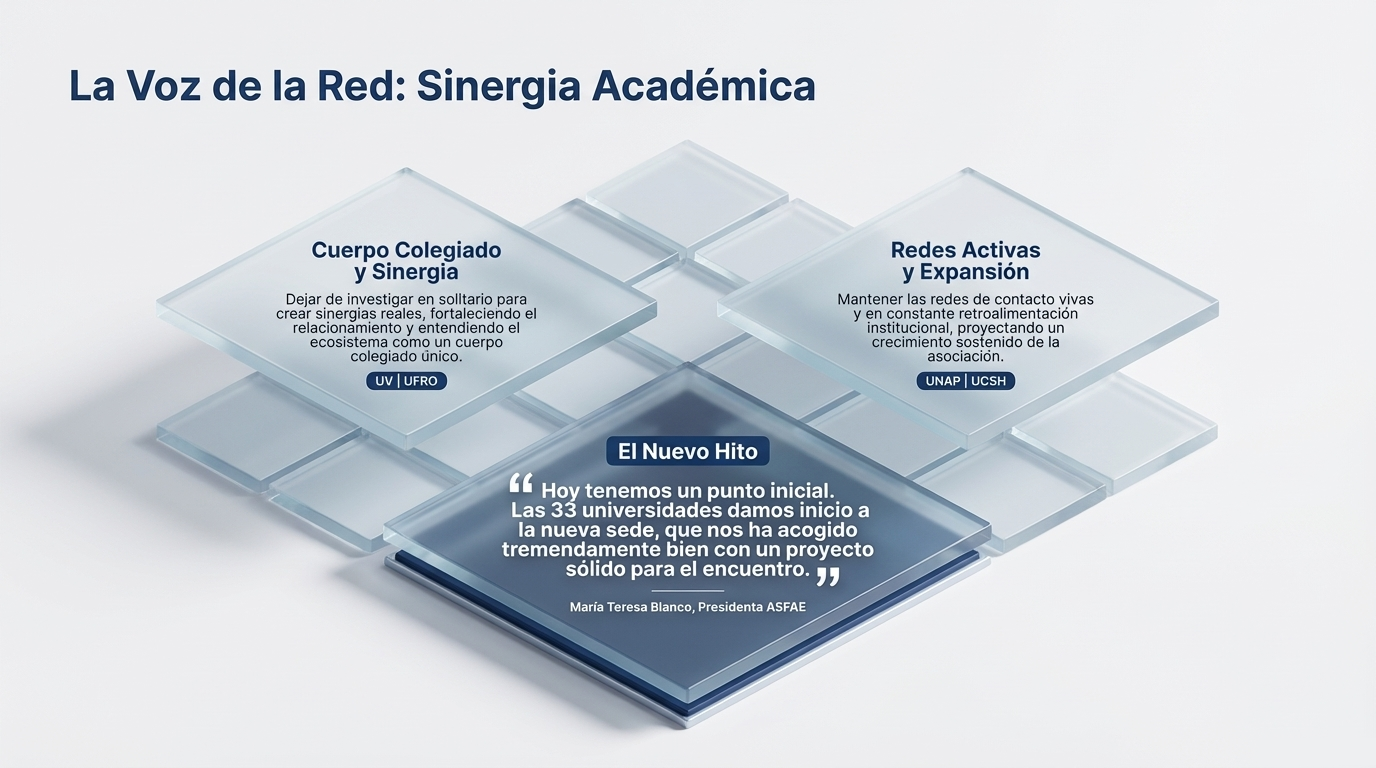 La Voz de la Red: Sinergia Académica
Cuerpo Colegiado
y Sinergia
Dejar de investigar en solltario para
crear sinergias reales, fortaleciendo el
relacionamiento y entendiendo el
ecosistema como un cuerpo
colegiado único.
UV | UFRO
Redes Activas
y Expansión
Mantener las redes de contacto vivas
y en constante retroalimentación
institucional, proyectando un
crecimiento sostenido de la
asociación.
UNAP | UCSH
El Nuevo Hito
“Hoy tenemos un punto inicial.
Las 33 universidades damos inicio a
la nueva sede, que nos ha acogido
tremendamente bien con un proyecto
sólido para el encuentro.”
María Teresa Blanco, Presidenta ASFAE